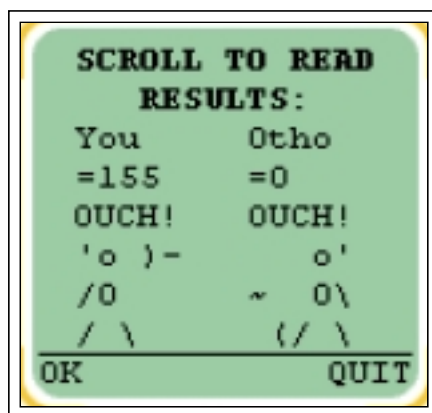 SCROLL TO READ
RESULTS:
You Otho
=155 =0
OUCH! OUCH!
'o )- o'
/O ~ O\
/ \ (/ \
OK QUIT